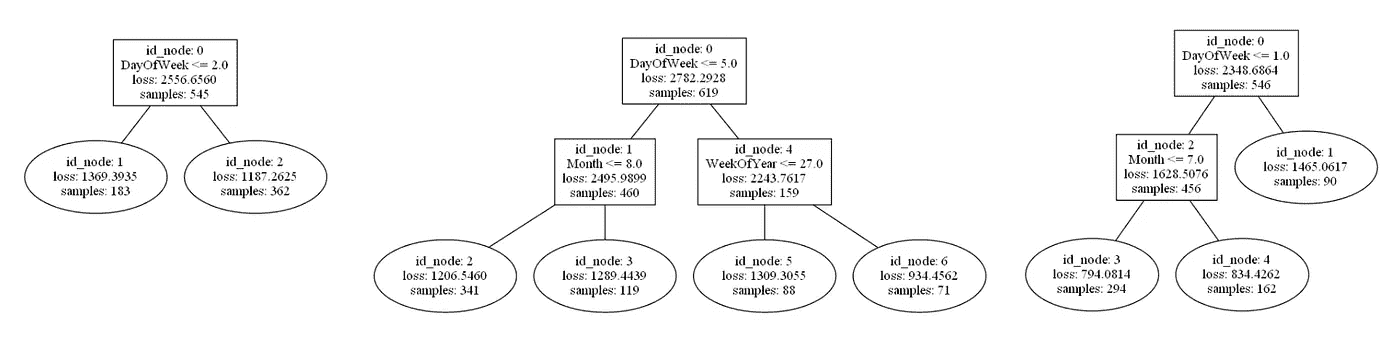 id_node: 0
DayOfWeek <= 2.0
loss: 2556.6560
samples: 545
id_node: 1
loss: 1369.3935
samples: 183
id_node: 2
loss: 1187.2625
samples: 362
id_node: 0
DayOfWeek <= 5.0
loss: 2782.2928
samples: 619
id_node: 1
Month <= 8.0
loss: 2495.9899
samples: 460
id_node: 4
WeekOfYear <= 27.0
loss: 2243.7617
samples: 159
id_node: 2
loss: 1206.5460
samples: 341
id_node: 3
loss: 1289.4439
samples: 119
id_node: 5
loss: 1309.3055
samples: 88
id_node: 6
loss: 934.4562
samples: 71
id_node: 0
DayOfWeek <= 1.0
loss: 2348.6864
samples: 546
id_node: 2
Month <= 7.0
loss: 1628.5076
samples: 456
id_node: 1
loss: 1465.0617
samples: 90
id_node: 3
loss: 794.0814
samples: 294
id_node: 4
loss: 834.4262
samples: 162